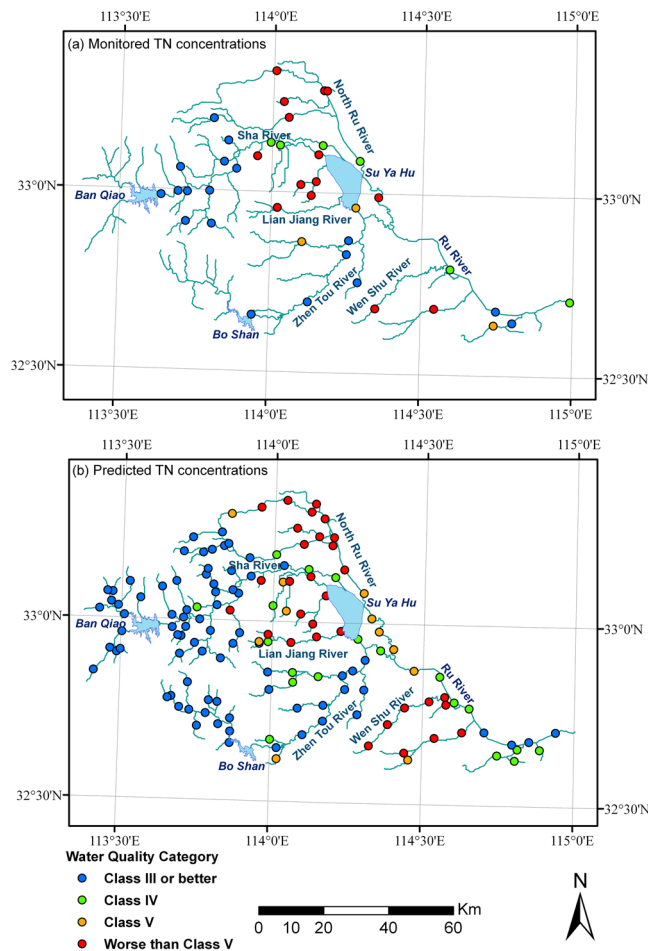 113°30'E 114°0'E 114°30'E 115°0'E
(a) Monitored TN concentrations
North Ru River
Sha River
Su Ya Hu
33°0'N
Ban Qiao
33°0'N
Lian Jiang River
Ru River
Zhen Tou River
Wen Shu River
Bo Shan
32°30'N
32°30'N
113°30'E 114°0'E 114°30'E 115°0'E
113°30'E 114°0'E 114°30'E 115°0'E
(b) Predicted TN concentrations
North Ru River
Sha River
Su Ya Hu
33°0'N
Ban Qiao
33°0'N
Lian Jiang River
Ru River
Zhen Tou River
Wen Shu River
Bo Shan
32°30'N
32°30'N
113°30'E 114°0'E 114°30'E 115°0'E
Water Quality Category
Class III or better
Class IV
Class V
Worse than Class V
Km
0 10 20 40 60
N